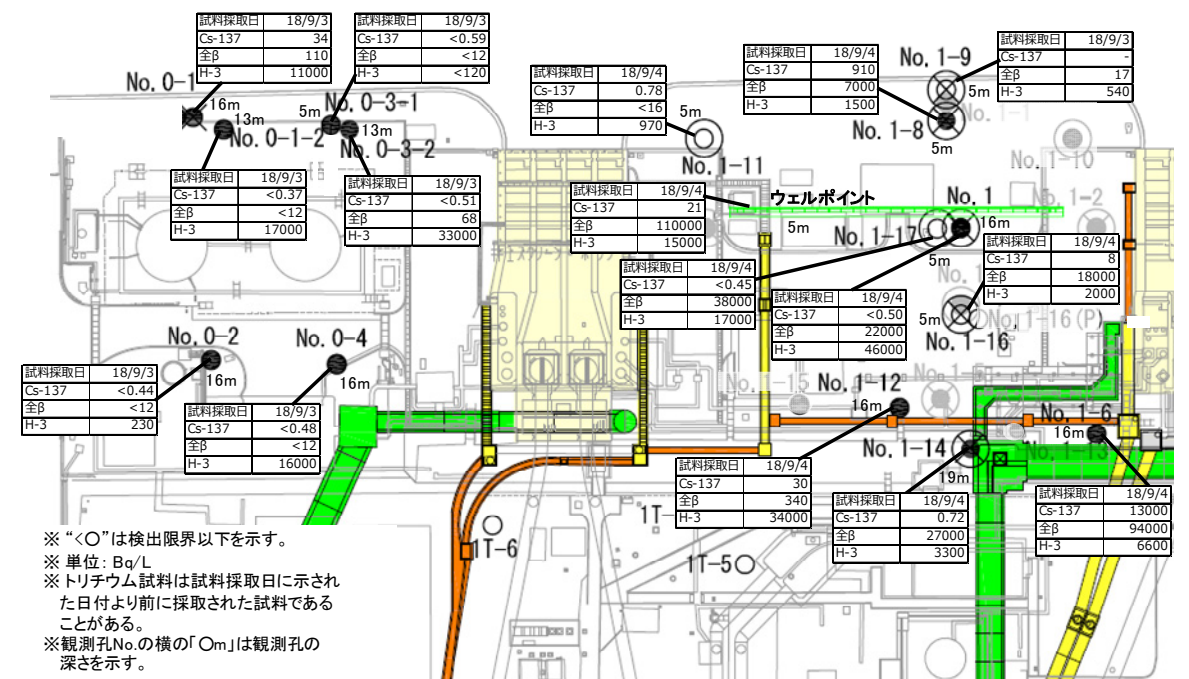 試料採取日 18/9/3
Cs-137 34
全β 110
H-3 11000
試料採取日 18/9/3
Cs-137 <0.59
全β <12
H-3 <120
試料採取日 18/9/4
Cs-137 0.78
全β <16
H-3 970
試料採取日 18/9/4
Cs-137 910
全β 7000
H-3 1500
試料採取日 18/9/3
Cs-137 -
全β 17
H-3 540
No. 0-1
16m
13m
No. 0-1-2
5m
No. 0-3-1
13m
No. 0-3-2
5m
No. 1-11
No. 1-9
5m
No. 1-8
5m
No. 1-10
試料採取日 18/9/3
Cs-137 <0.37
全β <12
H-3 17000
試料採取日 18/9/3
Cs-137 <0.51
全β 68
H-3 33000
試料採取日 18/9/4
Cs-137 21
全β 110000
H-3 15000
ウェルポイント
5m
No. 1
16m
No. 1-17
5m
試料採取日 18/9/4
Cs-137 <0.45
全β 38000
H-3 17000
試料採取日 18/9/4
Cs-137 <0.50
全β 22000
H-3 46000
試料採取日 18/9/4
Cs-137 8
全β 18000
H-3 2000
5m
No. 1-16
No. 1-16(P)
No. 0-2
16m
No. 0-4
16m
試料採取日 18/9/3
Cs-137 <0.44
全β <12
H-3 230
試料採取日 18/9/3
Cs-137 <0.48
全β <12
H-3 16000
No. 1-15
No. 1-12
16m
No. 1-6
16m
No. 1-13
No. 1-14
19m
試料採取日 18/9/4
Cs-137 30
全β 340
H-3 34000
試料採取日 18/9/4
Cs-137 0.72
全β 27000
H-3 3300
試料採取日 18/9/4
Cs-137 13000
全β 94000
H-3 6600
1T-6
1T-5
※ “<○”は検出限界以下を示す。
※ 単位: Bq/L
※ トリチウム試料は試料採取日に示され
た日付より前に採取された試料である
ことがある。
※観測孔No.の横の「○m」は観測孔の
深さを示す。